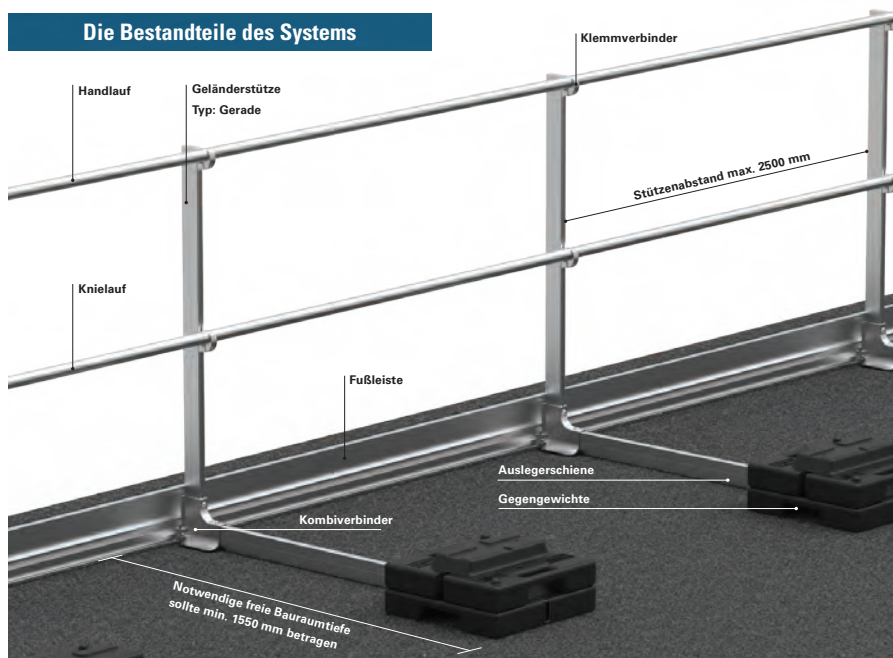 Die Bestandteile des Systems
Klemmverbinder
Handlauf
Geländerstütze
Typ: Gerade
Stützenabstand max. 2500 mm
Knielauf
Fußleiste
Auslegerschiene
Gegengewichte
Kombiverbinder
Notwendige freie Bauraumtiefe
sollte min. 1550 mm betragen